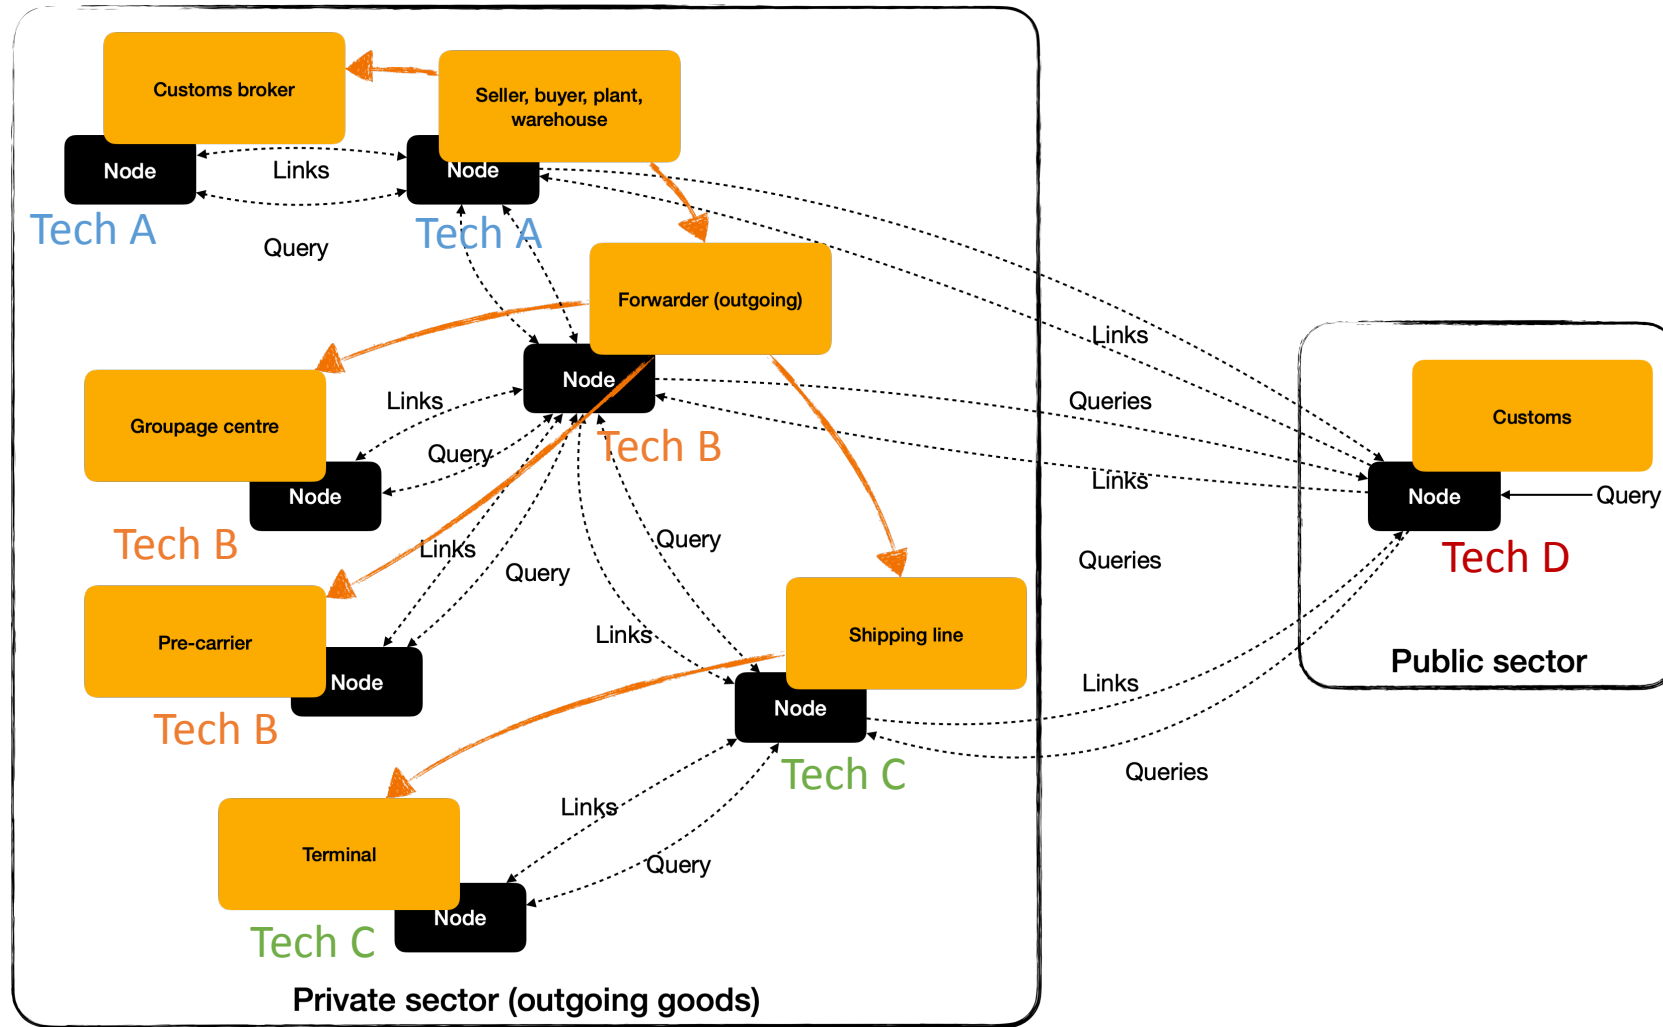 Customs broker
Seller, buyer, plant,
warehouse
Node
Links
Node
Tech A
Tech A
Query
Forwarder (outgoing)
Links
Node
Links
Queries
Customs
Groupage centre
Tech B
Query
Links
Node
Node
Query
Tech B
Links
Query
Queries
Tech D
Query
Pre-carrier
Links
Shipping line
Public sector
Node
Links
Tech B
Node
Tech C
Queries
Links
Terminal
Query
Node
Tech C
Private sector (outgoing goods)